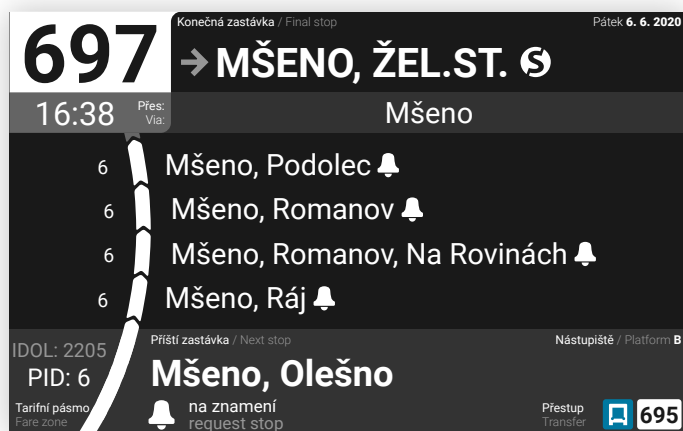 697
Konečná zastávka / Final stop
Pátek 6. 6. 2020
→ MŠENO, ŽEL.ST. S
16:38
Přes:
Via:
Mšeno
6 Mšeno, Podolec
6 Mšeno, Romanov
6 Mšeno, Romanov, Na Rovinách
6 Mšeno, Ráj
Příští zastávka / Next stop
Nástupiště / Platform B
IDOL: 2205
PID: 6
Mšeno, Olešno
Tarifní pásmo
Fare zone
na znamení
request stop
Přestup
Transfer
695